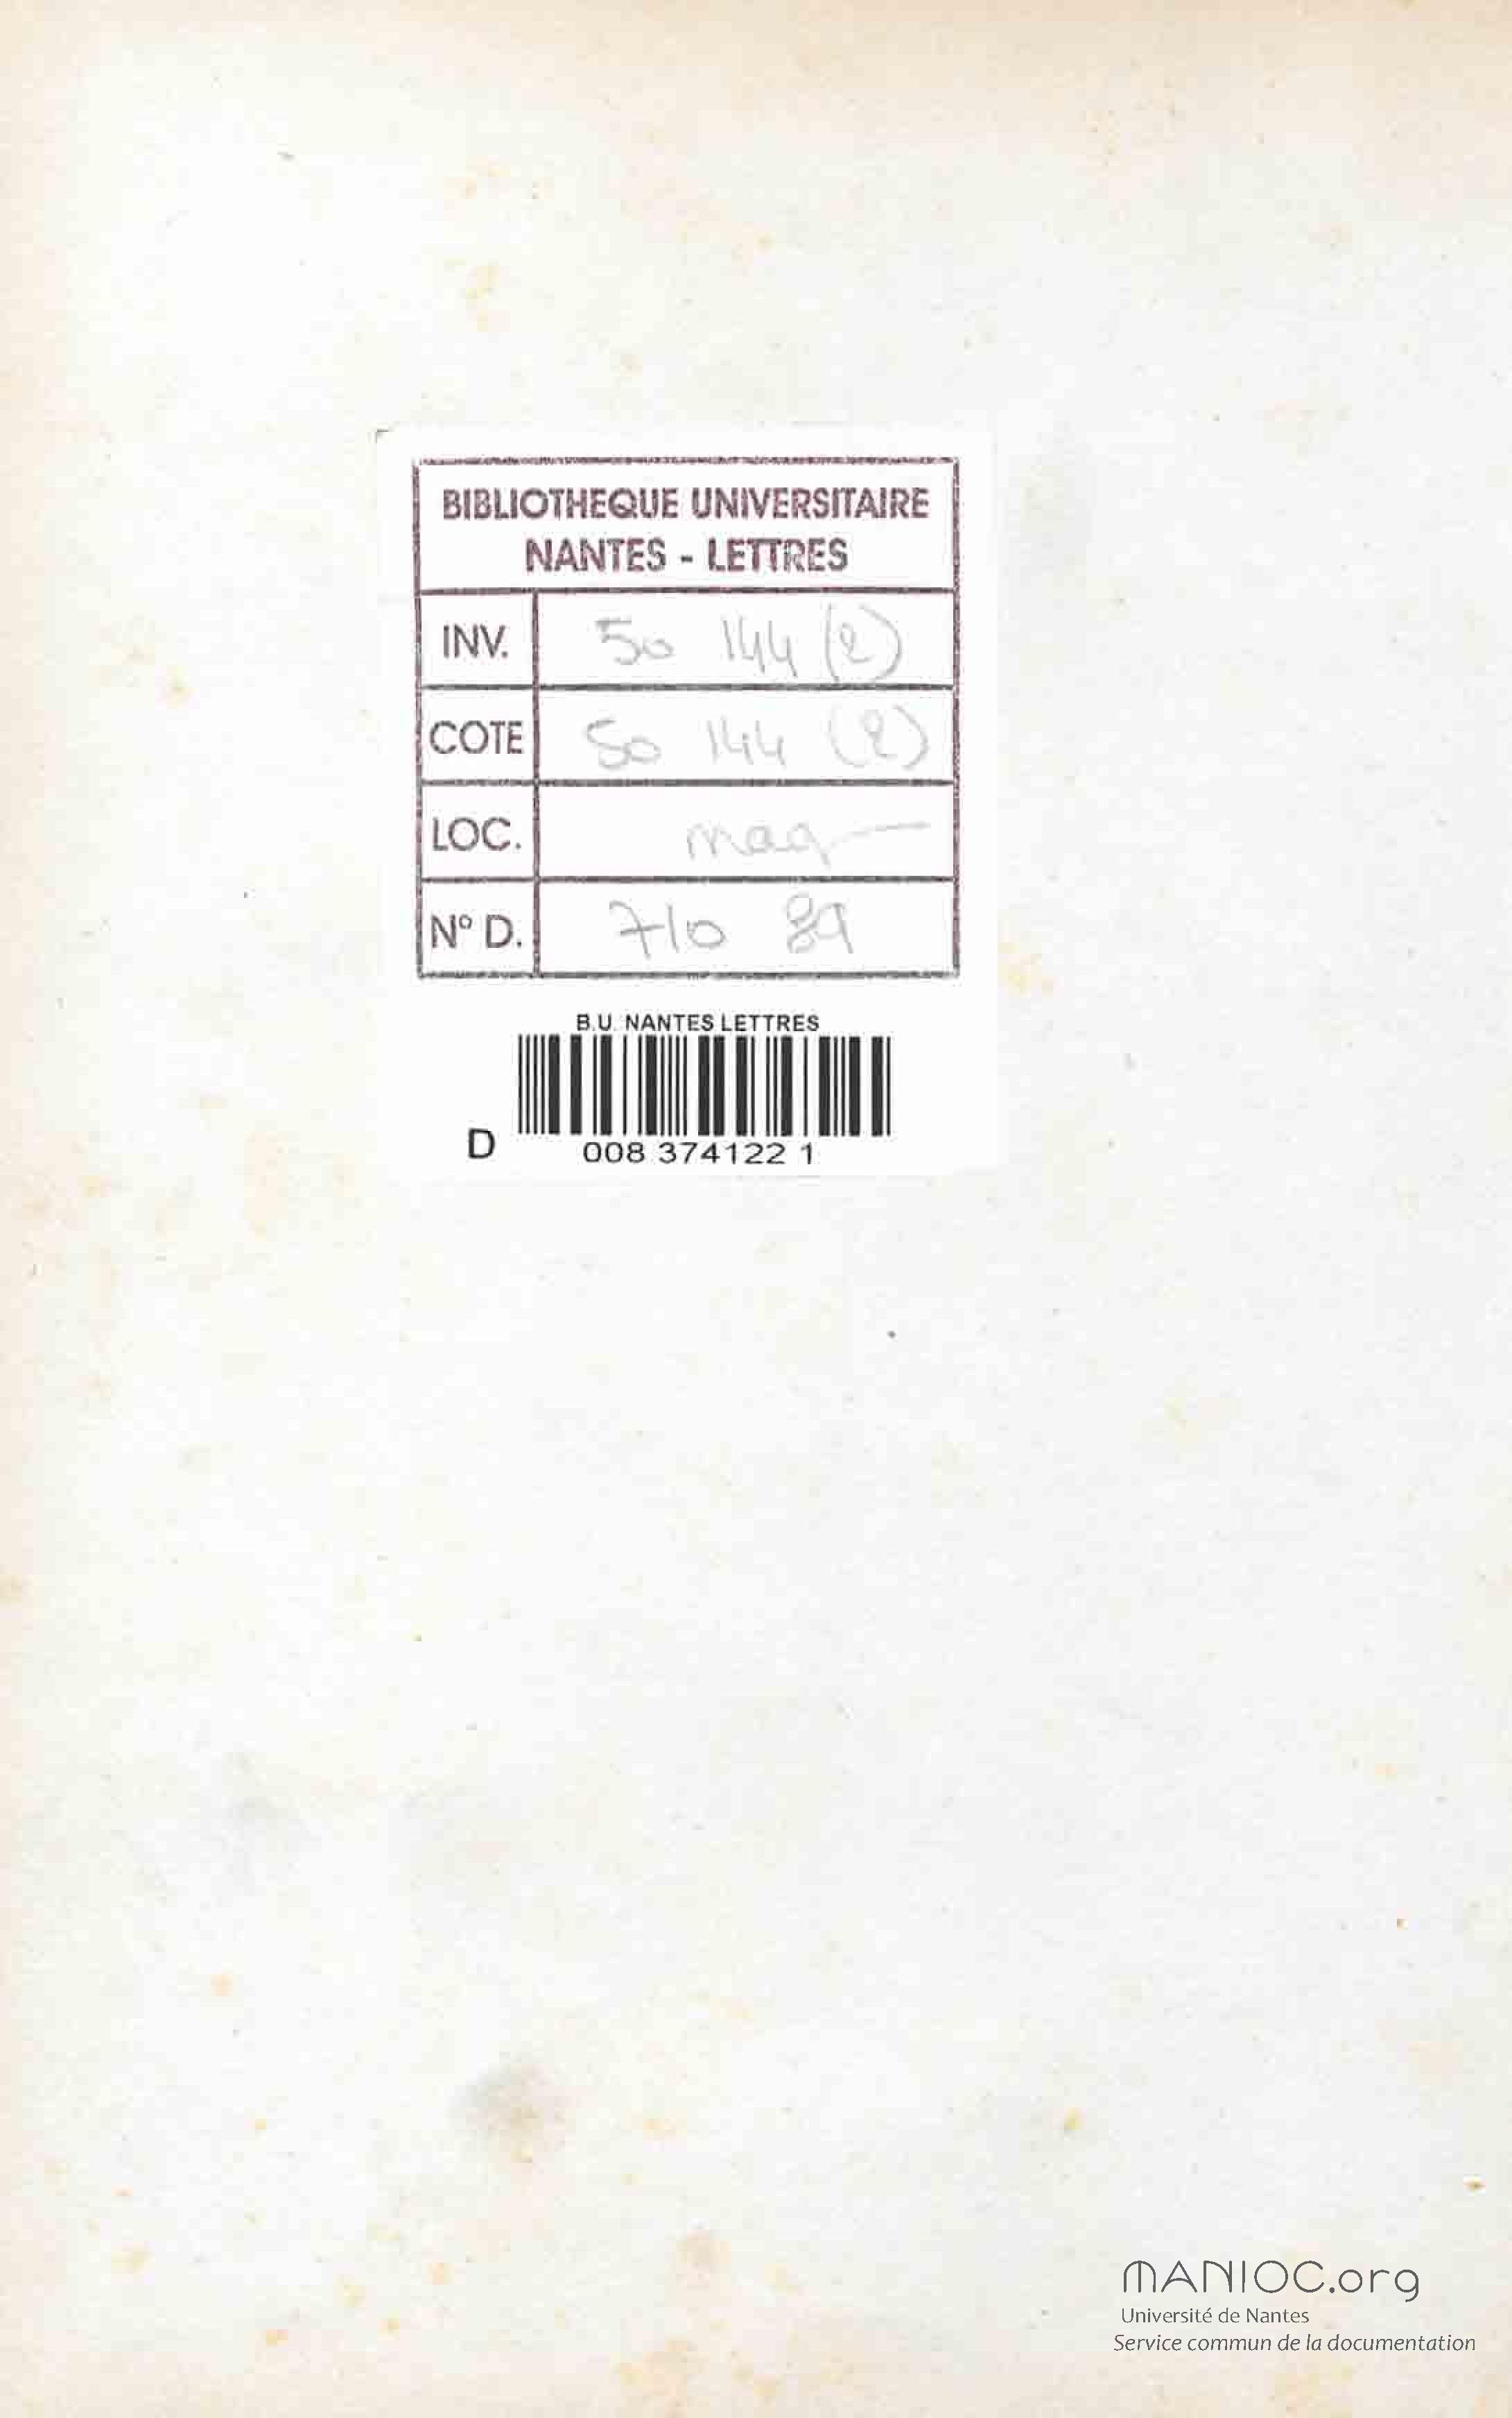 BIBLIOTHEQUE UNIVERSITAIRE
NANTES - LETTRES
INV. 50 144 (2)
COTE 50 144 (2)
LOC. mag
N° D. 710 89
B.U. NANTES LETTRES
D 008 374122 1
MANIOC.org
Université de Nantes
Service commun de la documentation